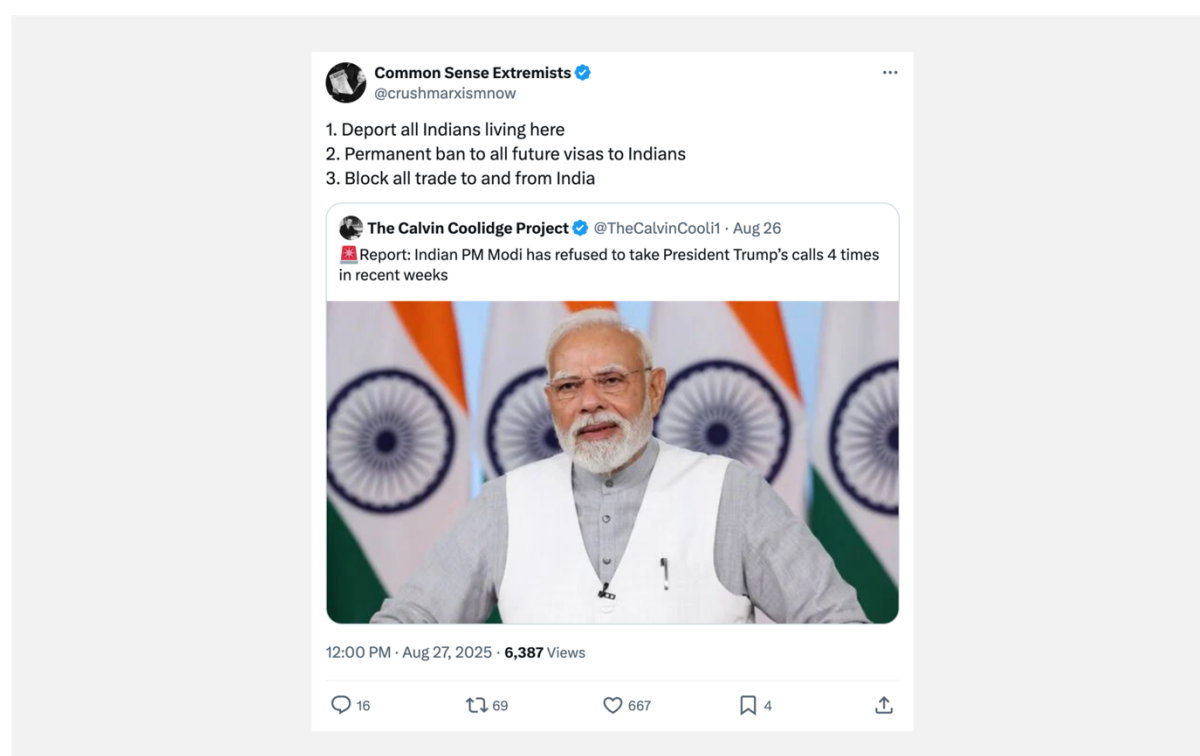 Common Sense Extremists
@crushmarxismnow
1. Deport all Indians living here
2. Permanent ban to all future visas to Indians
3. Block all trade to and from India
The Calvin Coolidge Project @TheCalvinCooli1 · Aug 26
🚨Report: Indian PM Modi has refused to take President Trump’s calls 4 times
in recent weeks
12:00 PM · Aug 27, 2025 · 6,387 Views
16 69 667 4